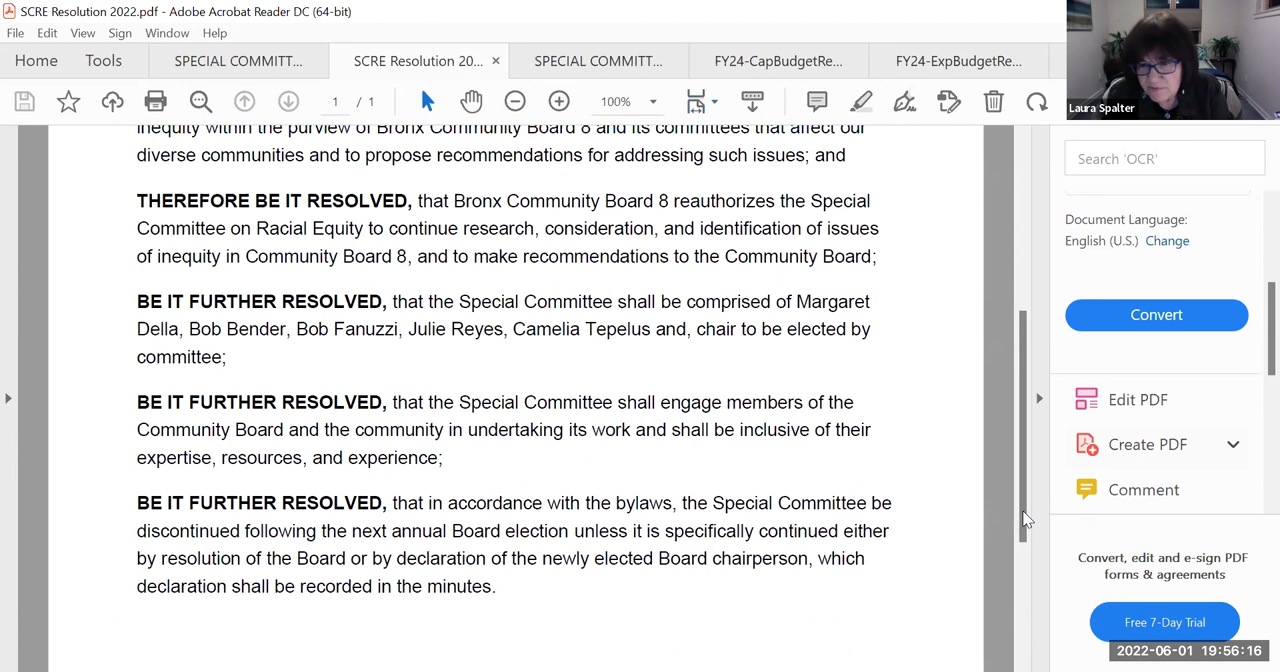 SCRE Resolution 2022.pdf - Adobe Acrobat Reader DC (64-bit)
File Edit View Sign Window Help
Home Tools SPECIAL COMMITT... SCRE Resolution 20... × SPECIAL COMMITT... FY24-CapBudgetRe... FY24-ExpBudgetRe...
1 / 1 100%
Laura Spalter
inequity within the purview of Bronx Community Board 8 and its committees that affect our
diverse communities and to propose recommendations for addressing such issues; and
THEREFORE BE IT RESOLVED, that Bronx Community Board 8 reauthorizes the Special
Committee on Racial Equity to continue research, consideration, and identification of issues
of inequity in Community Board 8, and to make recommendations to the Community Board;
BE IT FURTHER RESOLVED, that the Special Committee shall be comprised of Margaret
Della, Bob Bender, Bob Fanuzzi, Julie Reyes, Camelia Tepelus and, chair to be elected by
committee;
BE IT FURTHER RESOLVED, that the Special Committee shall engage members of the
Community Board and the community in undertaking its work and shall be inclusive of their
expertise, resources, and experience;
BE IT FURTHER RESOLVED, that in accordance with the bylaws, the Special Committee be
discontinued following the next annual Board election unless it is specifically continued either
by resolution of the Board or by declaration of the newly elected Board chairperson, which
declaration shall be recorded in the minutes.
Search 'OCR'
Document Language:
English (U.S.) Change
Convert
Edit PDF
Create PDF
Comment
Convert, edit and e-sign PDF
forms & agreements
Free 7-Day Trial
2022-06-01 19:56:16